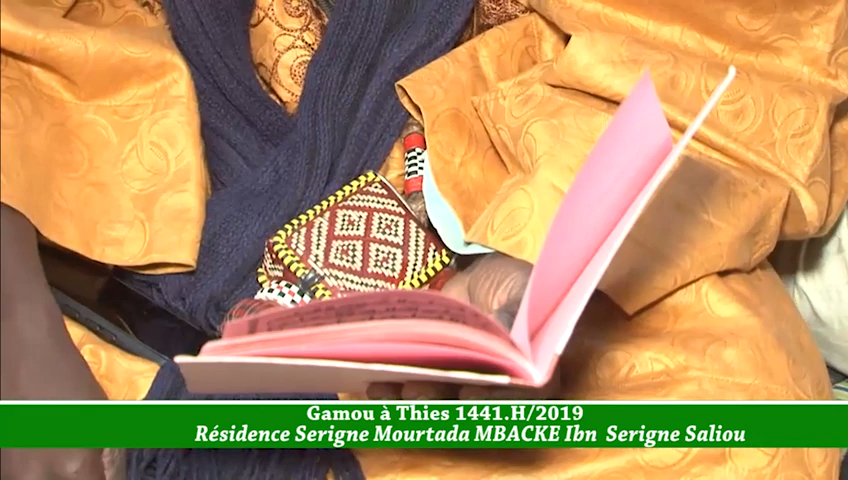 Gamou à Thies 1441.H/2019
Résidence Serigne Mourtada MBACKE Ibn Serigne Saliou